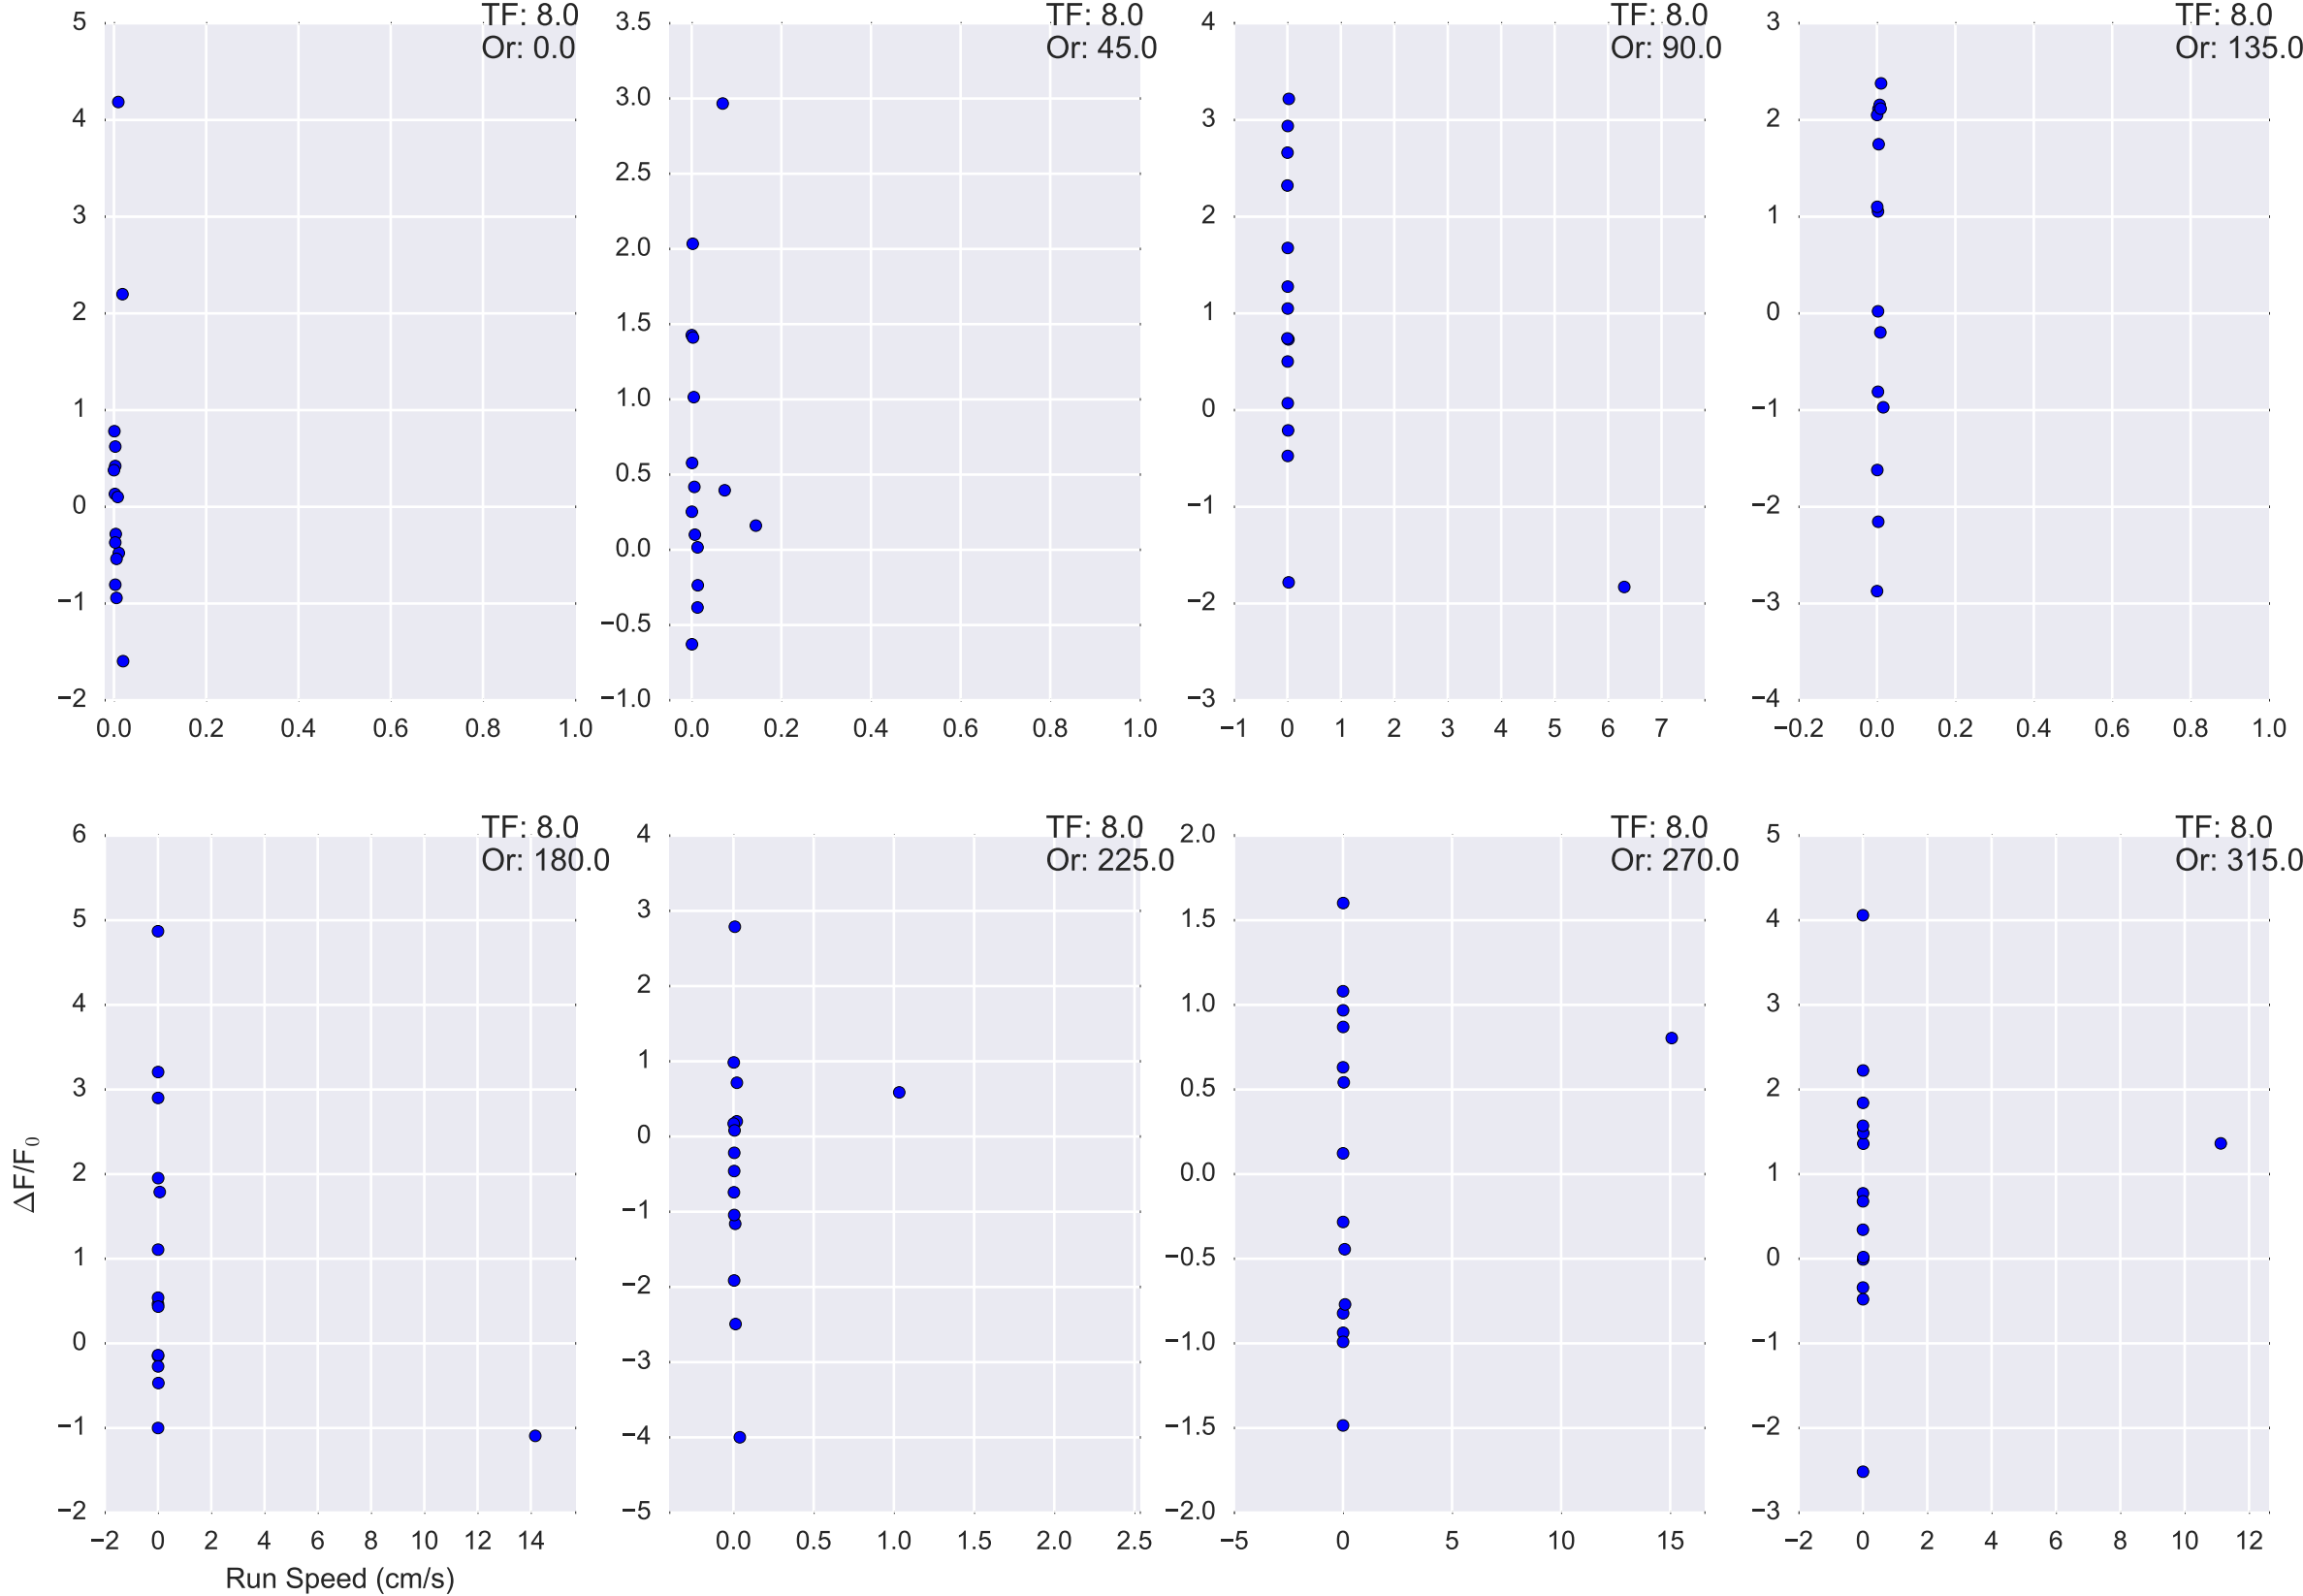 TF: 8.0
Or: 0.0
5
4
3
2
1
0
−1
−2
0.0 0.2 0.4 0.6 0.8 1.0
TF: 8.0
Or: 45.0
3.5
3.0
2.5
2.0
1.5
1.0
0.5
0.0
−0.5
−1.0
0.0 0.2 0.4 0.6 0.8 1.0
TF: 8.0
Or: 90.0
4
3
2
1
0
−1
−2
−3
−1 0 1 2 3 4 5 6 7
TF: 8.0
Or: 135.0
3
2
1
0
−1
−2
−3
−4
−0.2 0.0 0.2 0.4 0.6 0.8 1.0
TF: 8.0
Or: 180.0
6
5
4
3
2
1
0
−1
−2
−2 0 2 4 6 8 10 12 14
ΔF/F₀
Run Speed (cm/s)
TF: 8.0
Or: 225.0
4
3
2
1
0
−1
−2
−3
−4
−5
0.0 0.5 1.0 1.5 2.0 2.5
TF: 8.0
Or: 270.0
2.0
1.5
1.0
0.5
0.0
−0.5
−1.0
−1.5
−2.0
−5 0 5 10 15
TF: 8.0
Or: 315.0
5
4
3
2
1
0
−1
−2
−3
−2 0 2 4 6 8 10 12